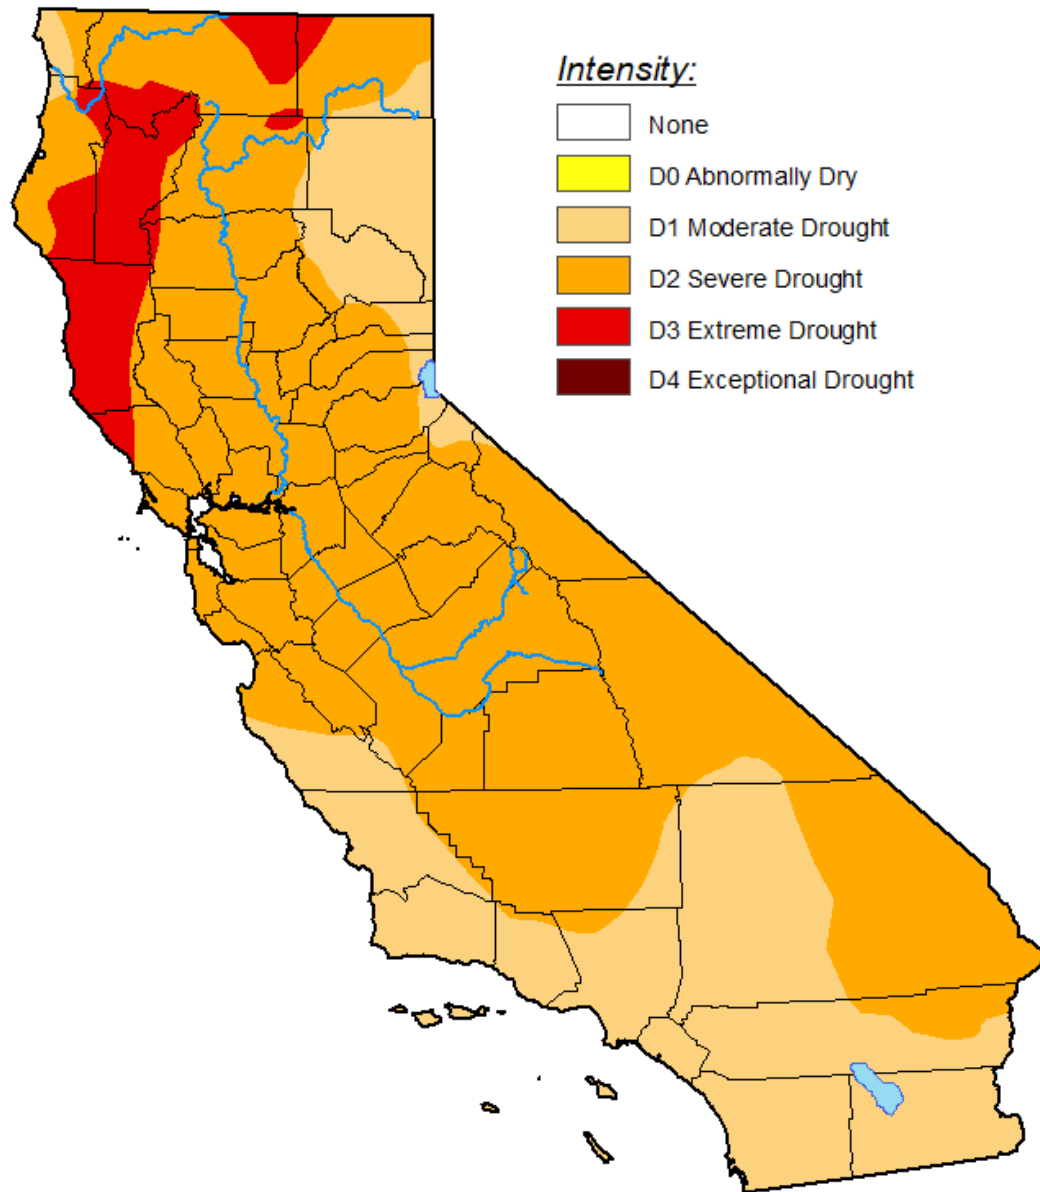 Intensity:
None
D0 Abnormally Dry
D1 Moderate Drought
D2 Severe Drought
D3 Extreme Drought
D4 Exceptional Drought